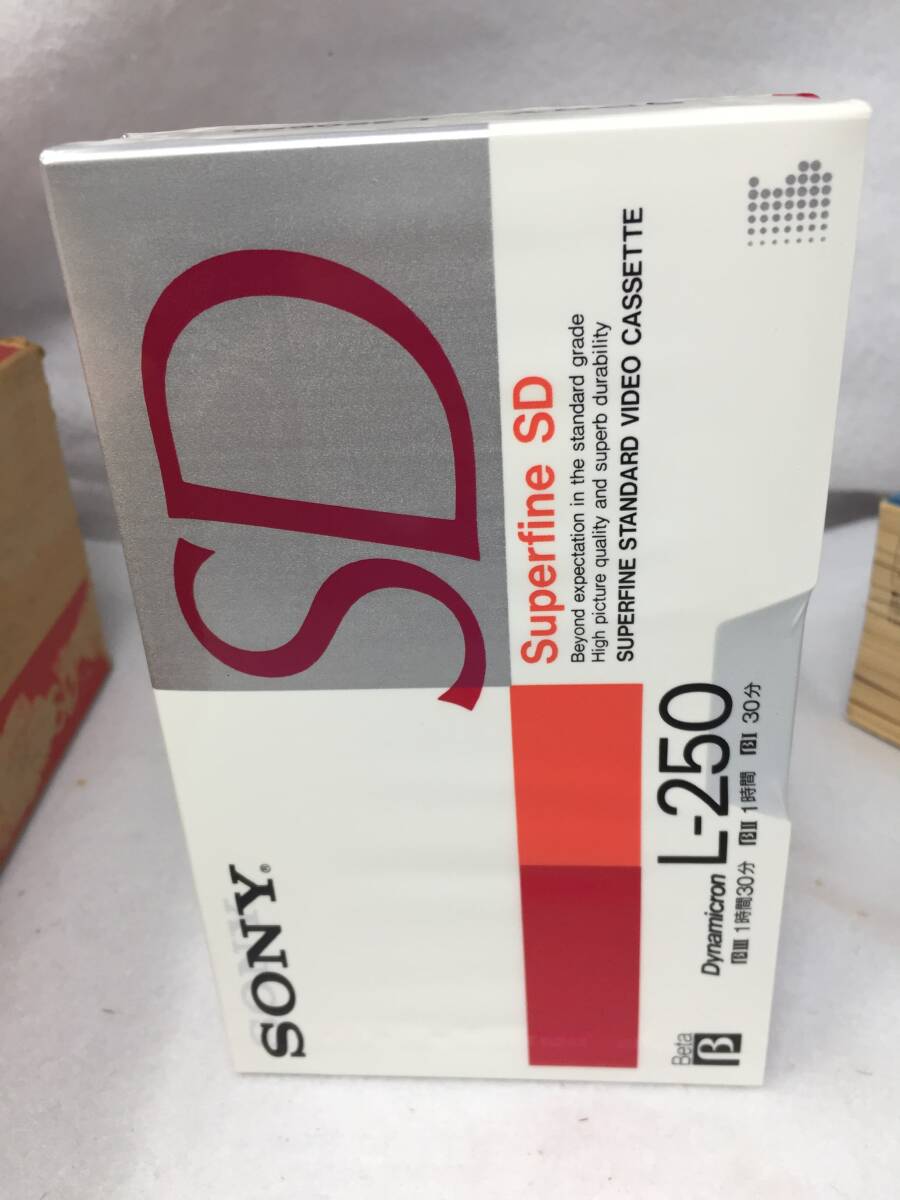 SONY®
SD
Superfine SD
Beyond expectation in the standard grade
High picture quality and superb durability
SUPERFINE STANDARD VIDEO CASSETTE
Dynamicron L-250
βIII 1時間30分 βII 1時間 βI 30分
Beta
β